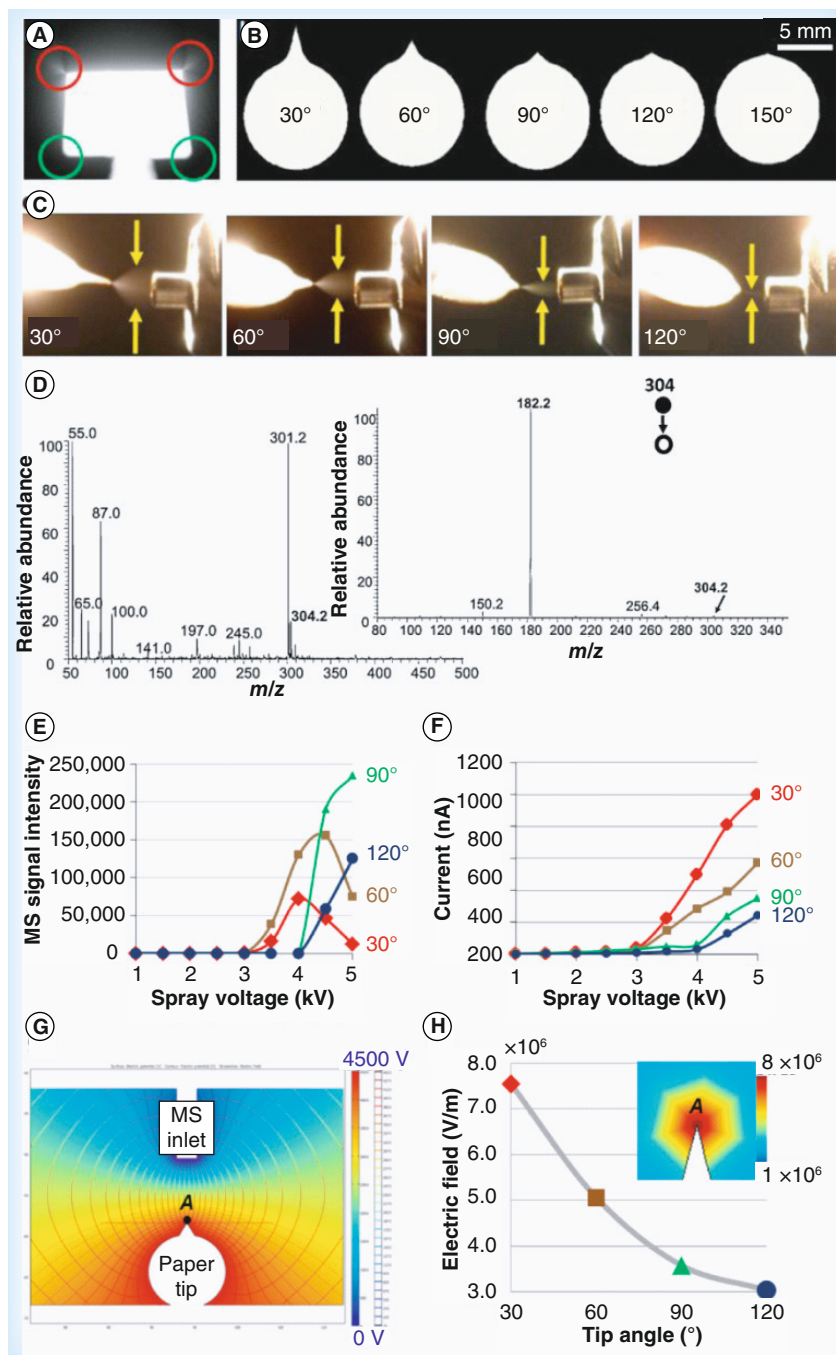 A
B
5 mm
30°
60°
90°
120°
150°
C
30°
60°
90°
120°
D
Relative abundance
100
80
60
40
20
0
55.0
87.0
65.0
100.0
141.0
197.0
245.0
301.2
304.2
50 100 150 200 250 300 350 400 450 500
m/z
Relative abundance
100
80
60
40
20
0
182.2
304
150.2
256.4
304.2
80 100 120 140 160 180 200 220 240 260 280 300 320 340
m/z
E
MS signal intensity
250,000
200,000
150,000
100,000
50,000
0
90°
120°
60°
30°
1 2 3 4 5
Spray voltage (kV)
F
Current (nA)
1200
1000
800
600
400
200
30°
60°
90°
120°
1 2 3 4 5
Spray voltage (kV)
G
4500 V
MS
inlet
A
Paper
tip
0 V
H
×10⁶
Electric field (V/m)
8.0
7.0
5.0
4.0
3.0
8 ×10⁶
A
1 ×10⁶
30 60 90 120
Tip angle (°)